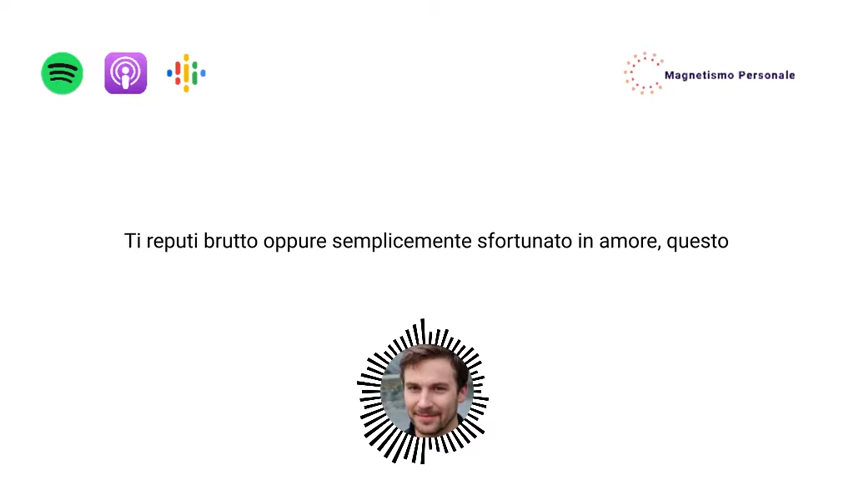 Magnetismo Personale
Ti reputi brutto oppure semplicemente sfortunato in amore, questo